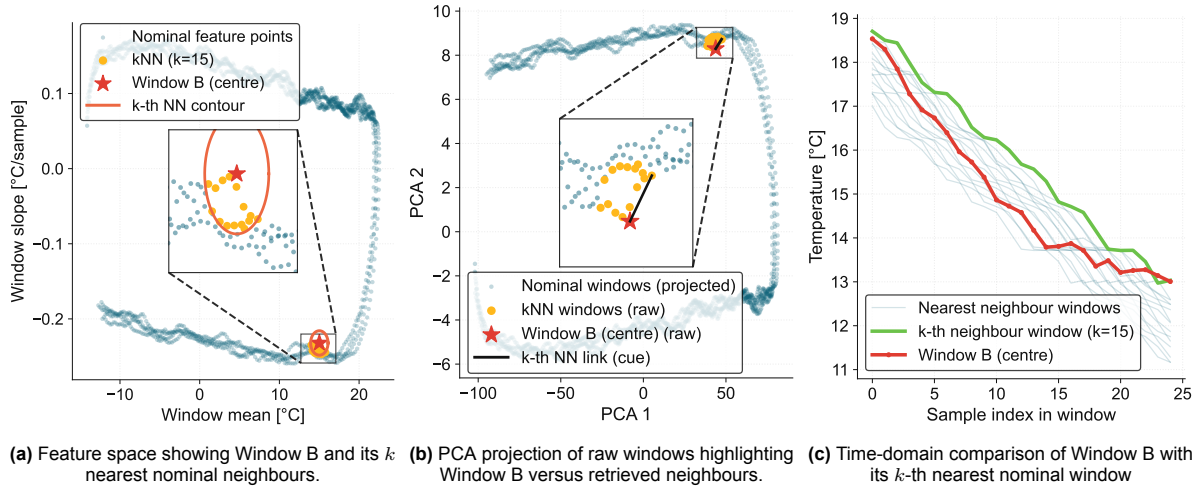 Nominal feature points
kNN (k=15)
Window B (centre)
k-th NN contour
0.1
0.0
−0.1
−0.2
Window slope [°C/sample]
−10
0
10
20
Window mean [°C]
(a) Feature space showing Window B and its k
nearest nominal neighbours.
10
8
6
4
2
0
−2
−4
−6
PCA 2
Nominal windows (projected)
kNN windows (raw)
Window B (centre) (raw)
k-th NN link (cue)
−100
−50
0
50
PCA 1
(b) PCA projection of raw windows highlighting
Window B versus retrieved neighbours.
19
18
17
16
15
14
13
12
11
Temperature [°C]
Nearest neighbour windows
k-th neighbour window (k=15)
Window B (centre)
0
5
10
15
20
25
Sample index in window
(c) Time-domain comparison of Window B with
its k-th nearest nominal window